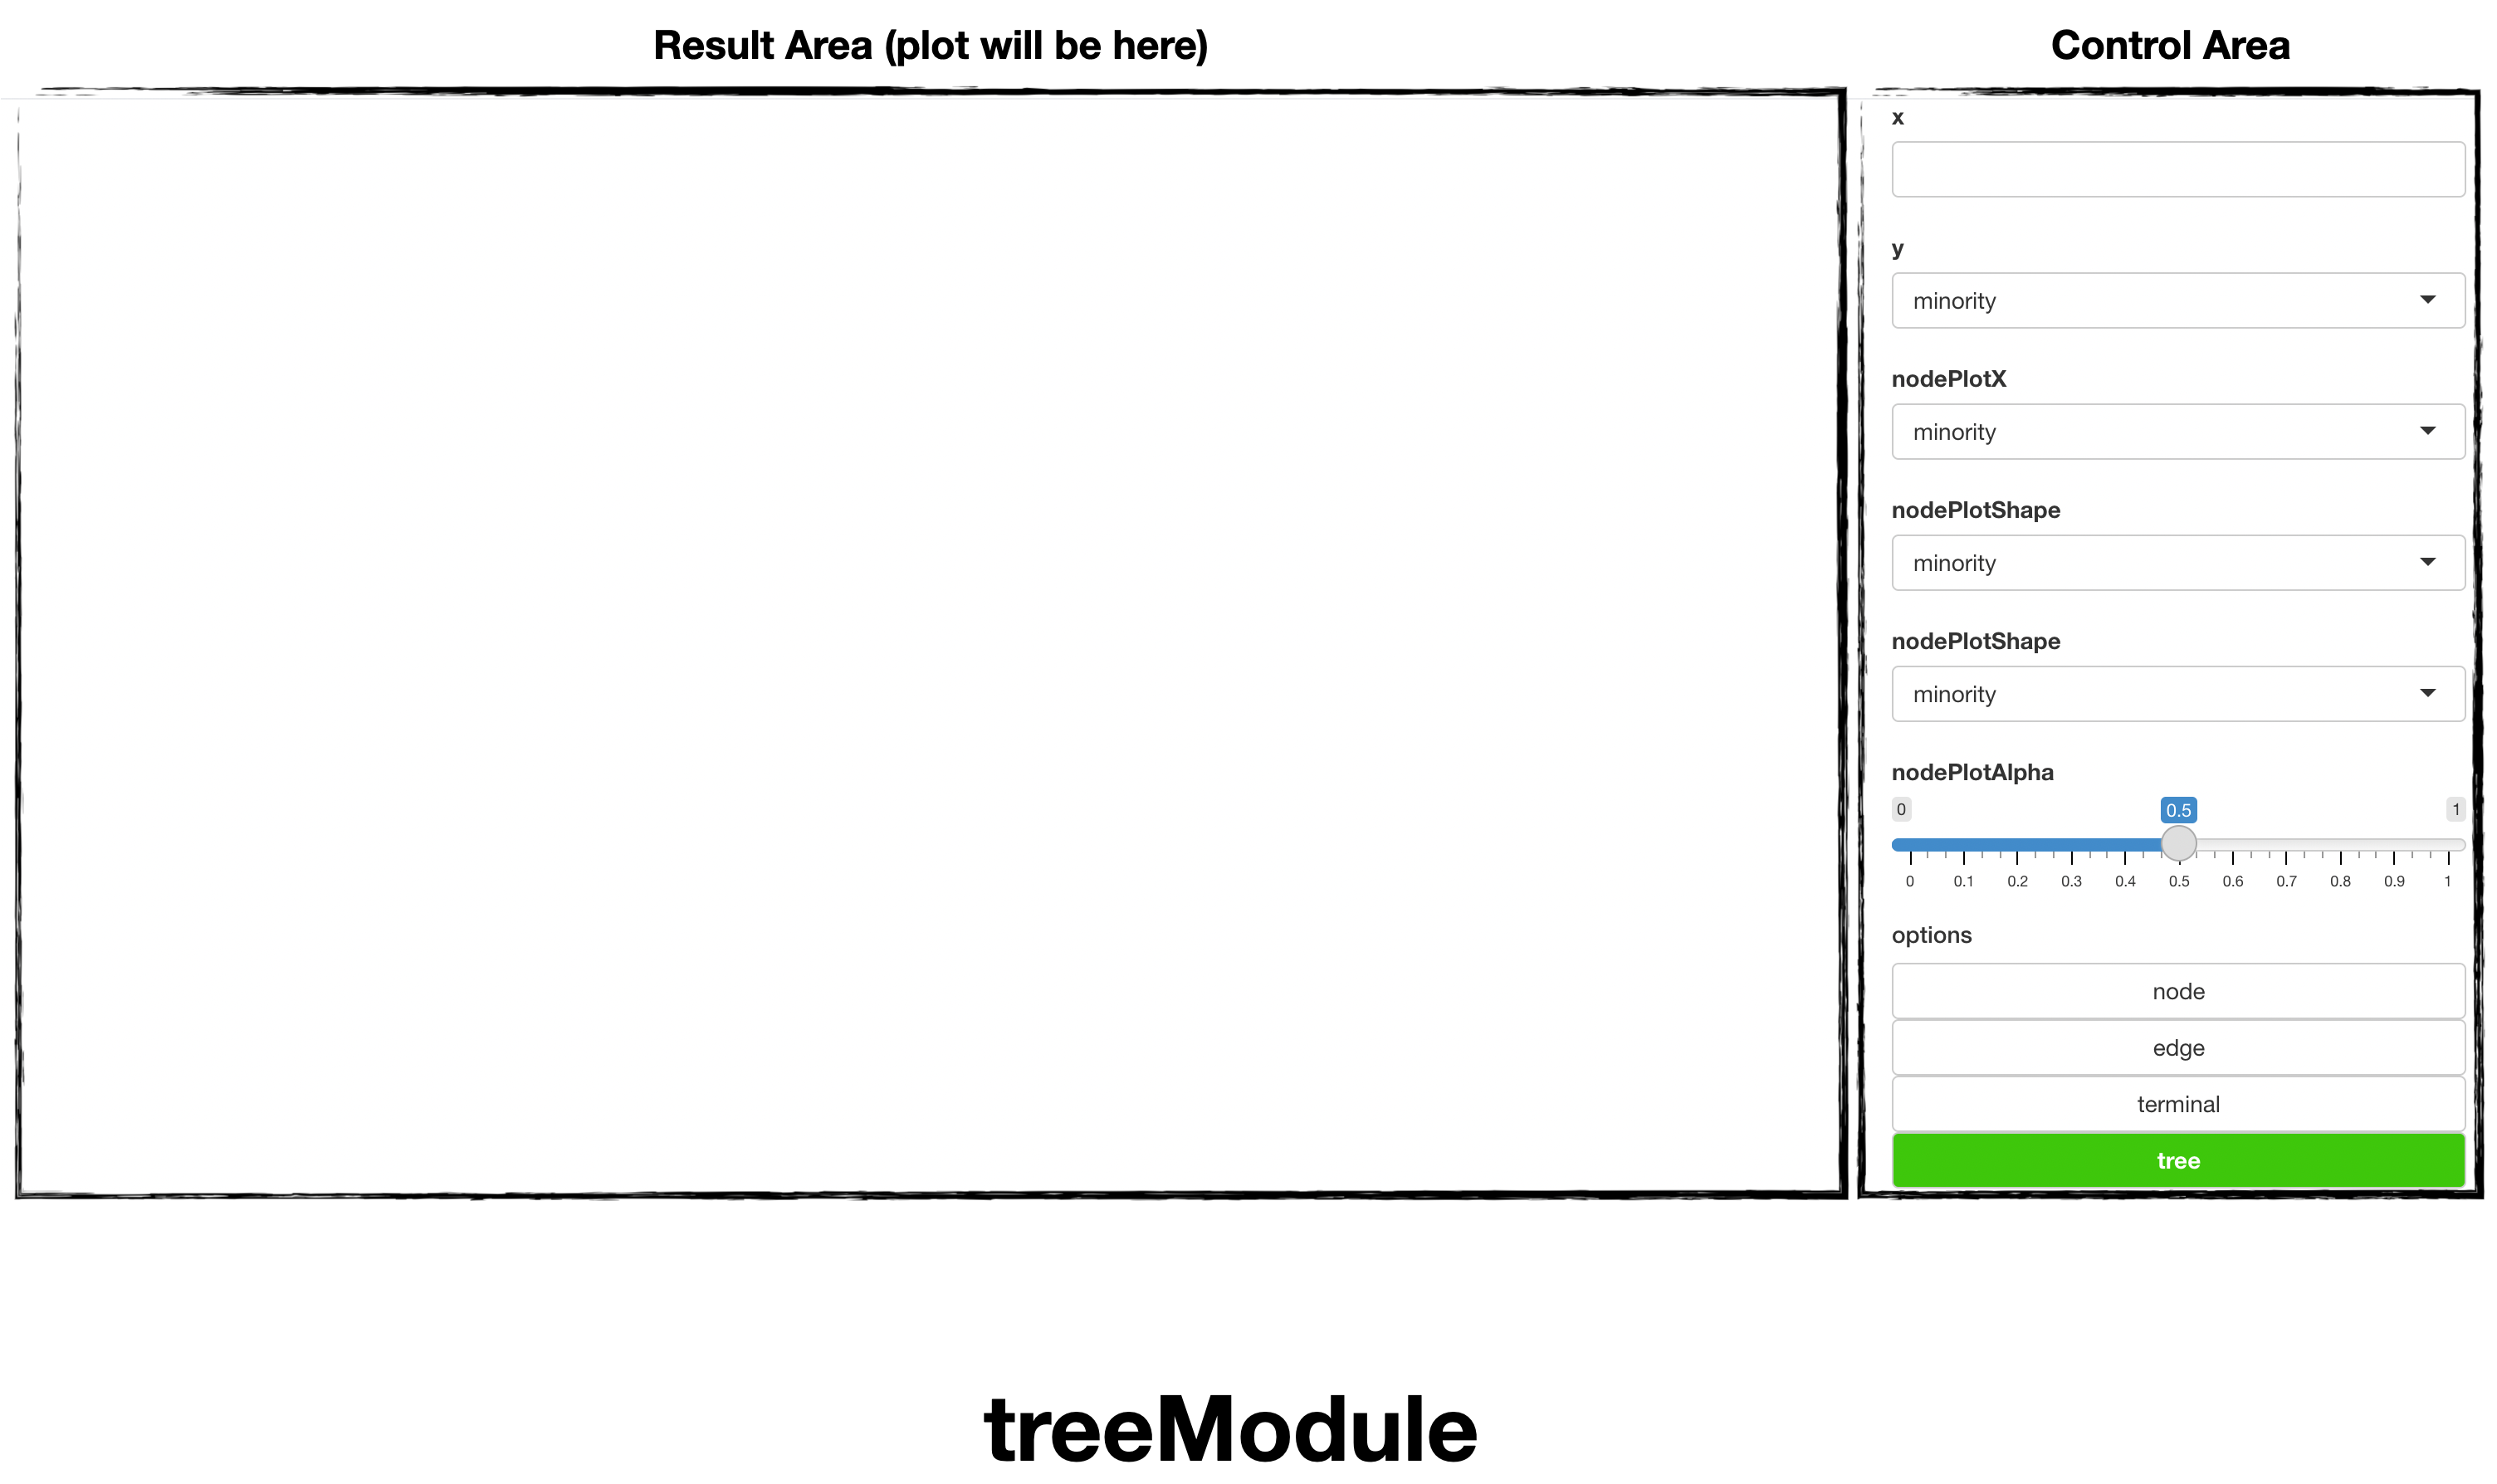 Result Area (plot will be here)
Control Area
x
y
minority
nodePlotX
minority
nodePlotShape
minority
nodePlotShape
minority
nodePlotAlpha
0 0.5 1
0 0.1 0.2 0.3 0.4 0.5 0.6 0.7 0.8 0.9 1
options
node
edge
terminal
tree
treeModule